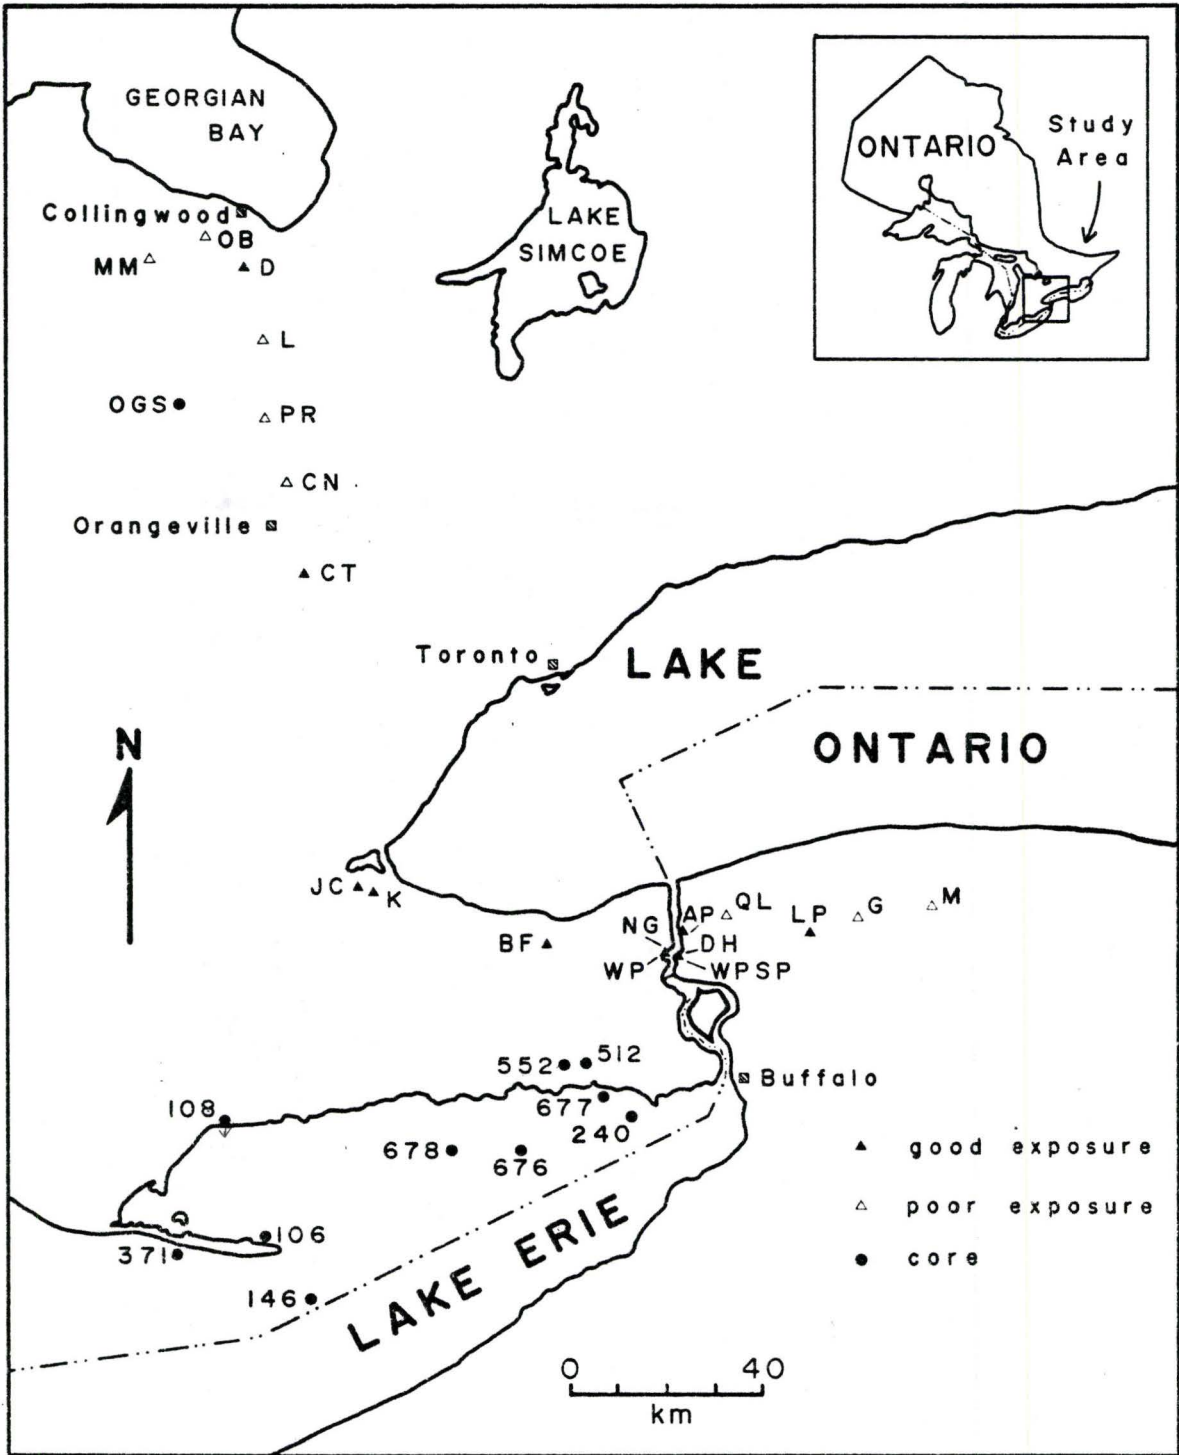 GEORGIAN
BAY
Collingwood
OB
MM
D
L
OGS
PR
CN
Orangeville
CT
LAKE
SIMCOE
ONTARIO
Study
Area
Toronto
LAKE
ONTARIO
N
JC
K
BF
NG
AP
QL
LP
G
M
DH
WP
WPSP
552
512
Buffalo
677
108
240
678
676
106
371
146
LAKE ERIE
good exposure
poor exposure
core
0 40
km